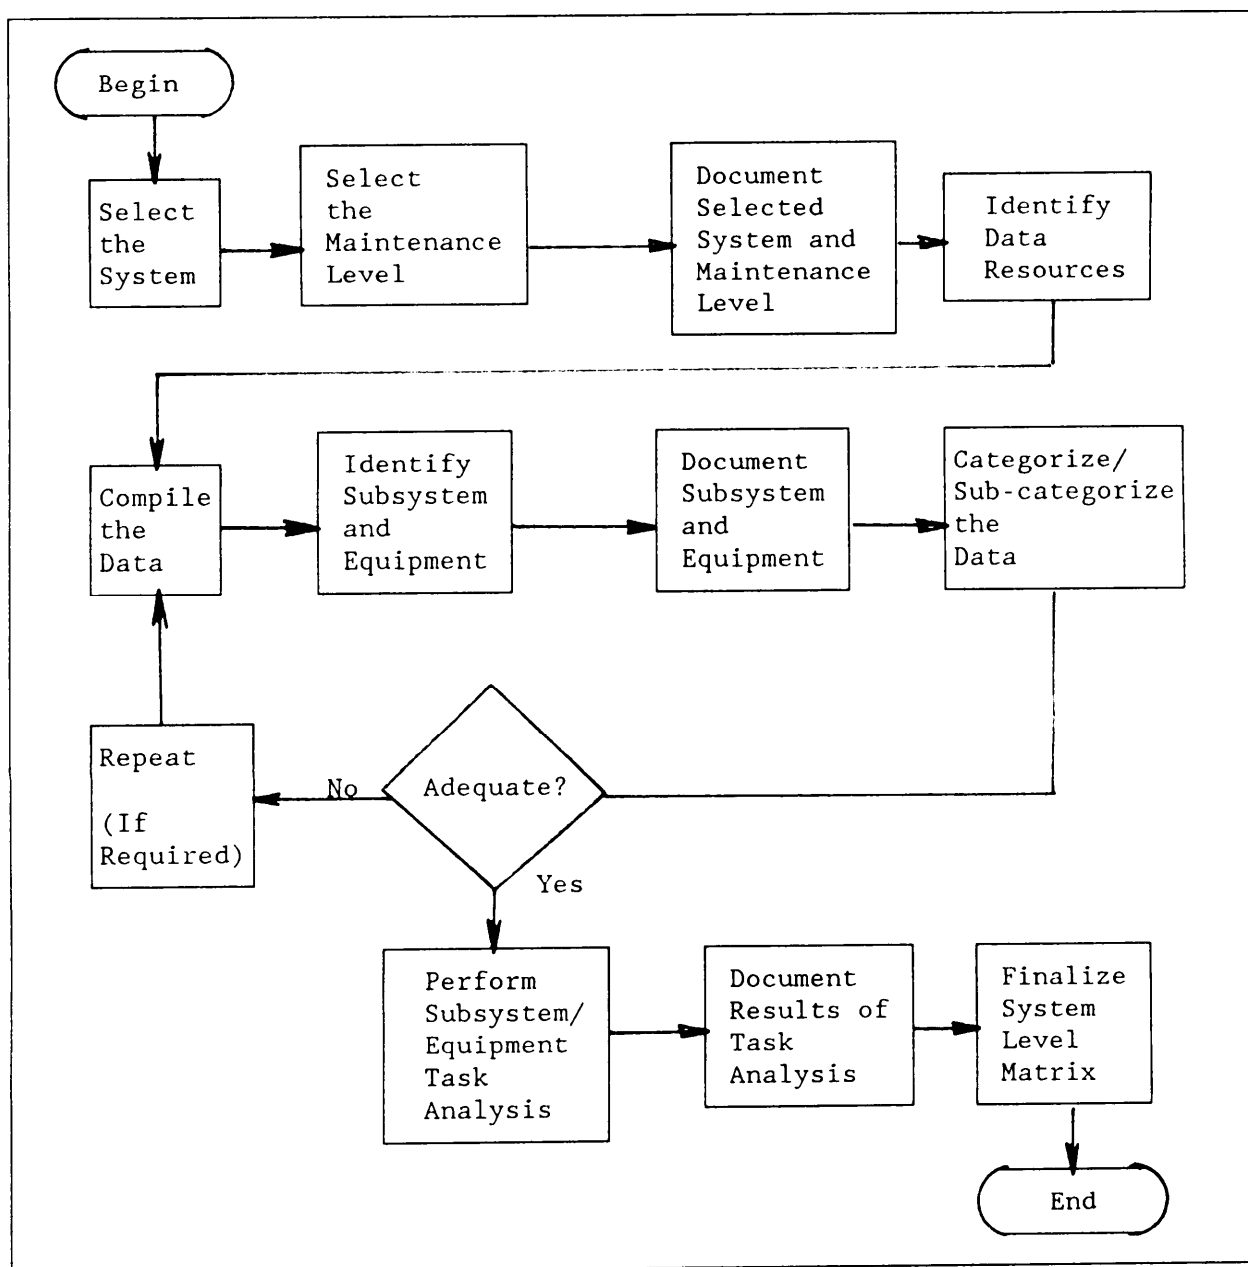 Begin
Select
the
System
Select
the
Maintenance
Level
Document
Selected
System and
Maintenance
Level
Identify
Data
Resources
Compile
the
Data
Identify
Subsystem
and
Equipment
Document
Subsystem
and
Equipment
Categorize/
Sub-categorize
the
Data
Repeat
(If
Required)
No
Adequate?
Yes
Perform
Subsystem/
Equipment
Task
Analysis
Document
Results of
Task
Analysis
Finalize
System
Level
Matrix
End